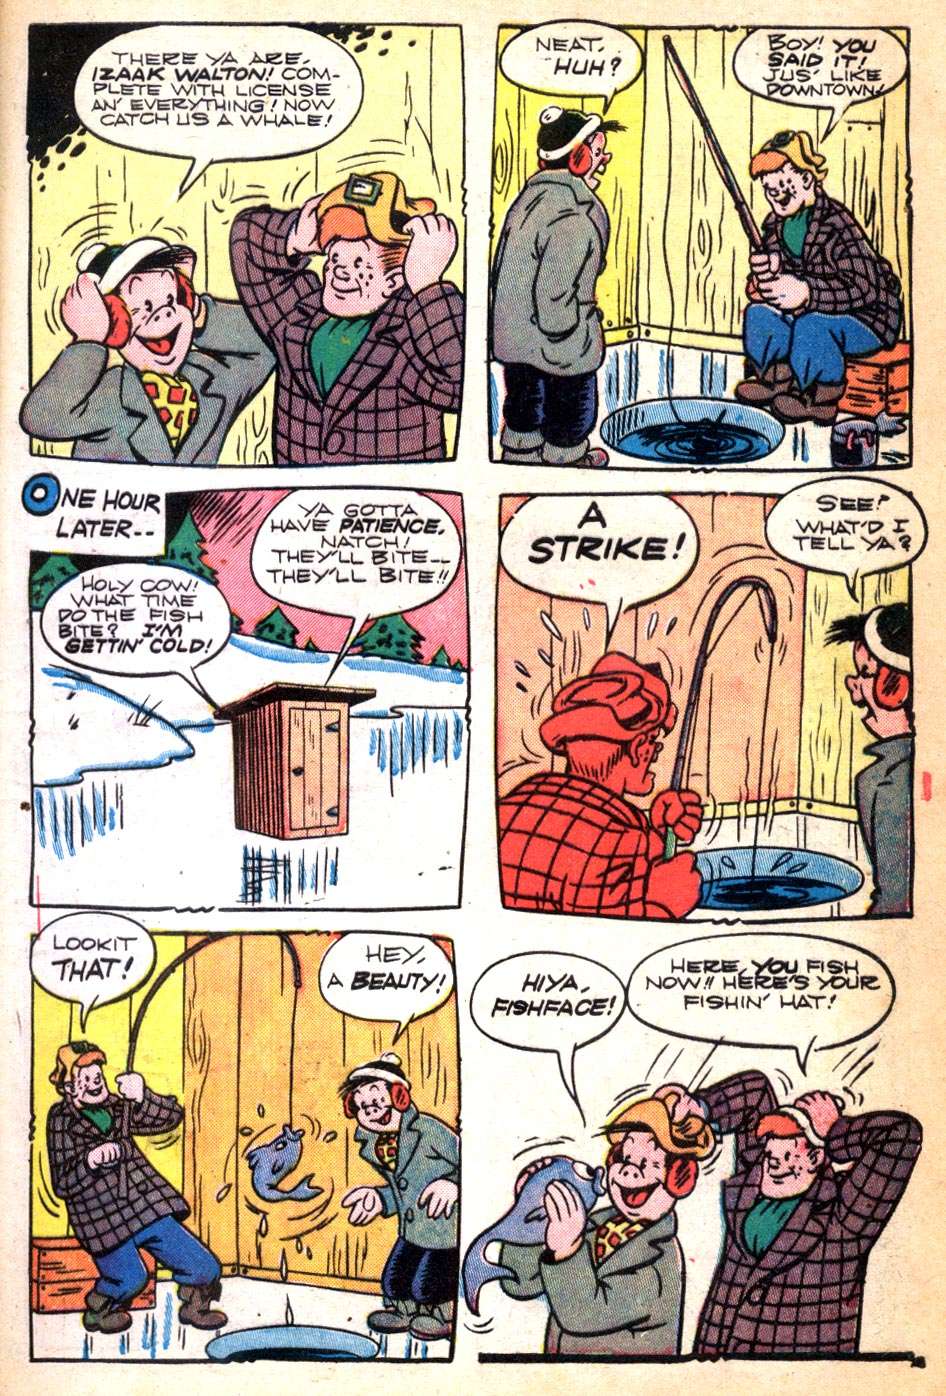 THERE YA ARE,
IZAAK WALTON! COM-
PLETE WITH LICENSE
AN' EVERYTHING! NOW
CATCH US A WHALE!
NEAT,
HUH?
BOY! YOU
SAID IT!
JUS' LIKE
DOWNTOWN!
ONE HOUR
LATER--
HOLY COW!
WHAT TIME
DO THE FISH
BITE? I'M
GETTIN' COLD!
YA GOTTA
HAVE PATIENCE,
NATCH!
THEY'LL BITE--
THEY'LL BITE!!
A
STRIKE!
SEE?
WHAT'D I
TELL YA?
LOOKIT
THAT!
HEY,
A BEAUTY!
HIYA,
FISHFACE!
HERE, YOU FISH
NOW!! HERE'S YOUR
FISHIN' HAT!